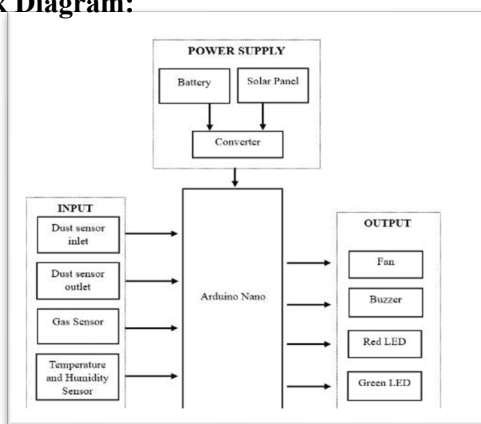 k Diagram:
POWER SUPPLY
Battery
Solar Panel
Converter
INPUT
Dust sensor
inlet
Dust sensor
outlet
Gas Sensor
Temperature
and Humidity
Sensor
Arduino Nano
OUTPUT
Fan
Buzzer
Red LED
Green LED